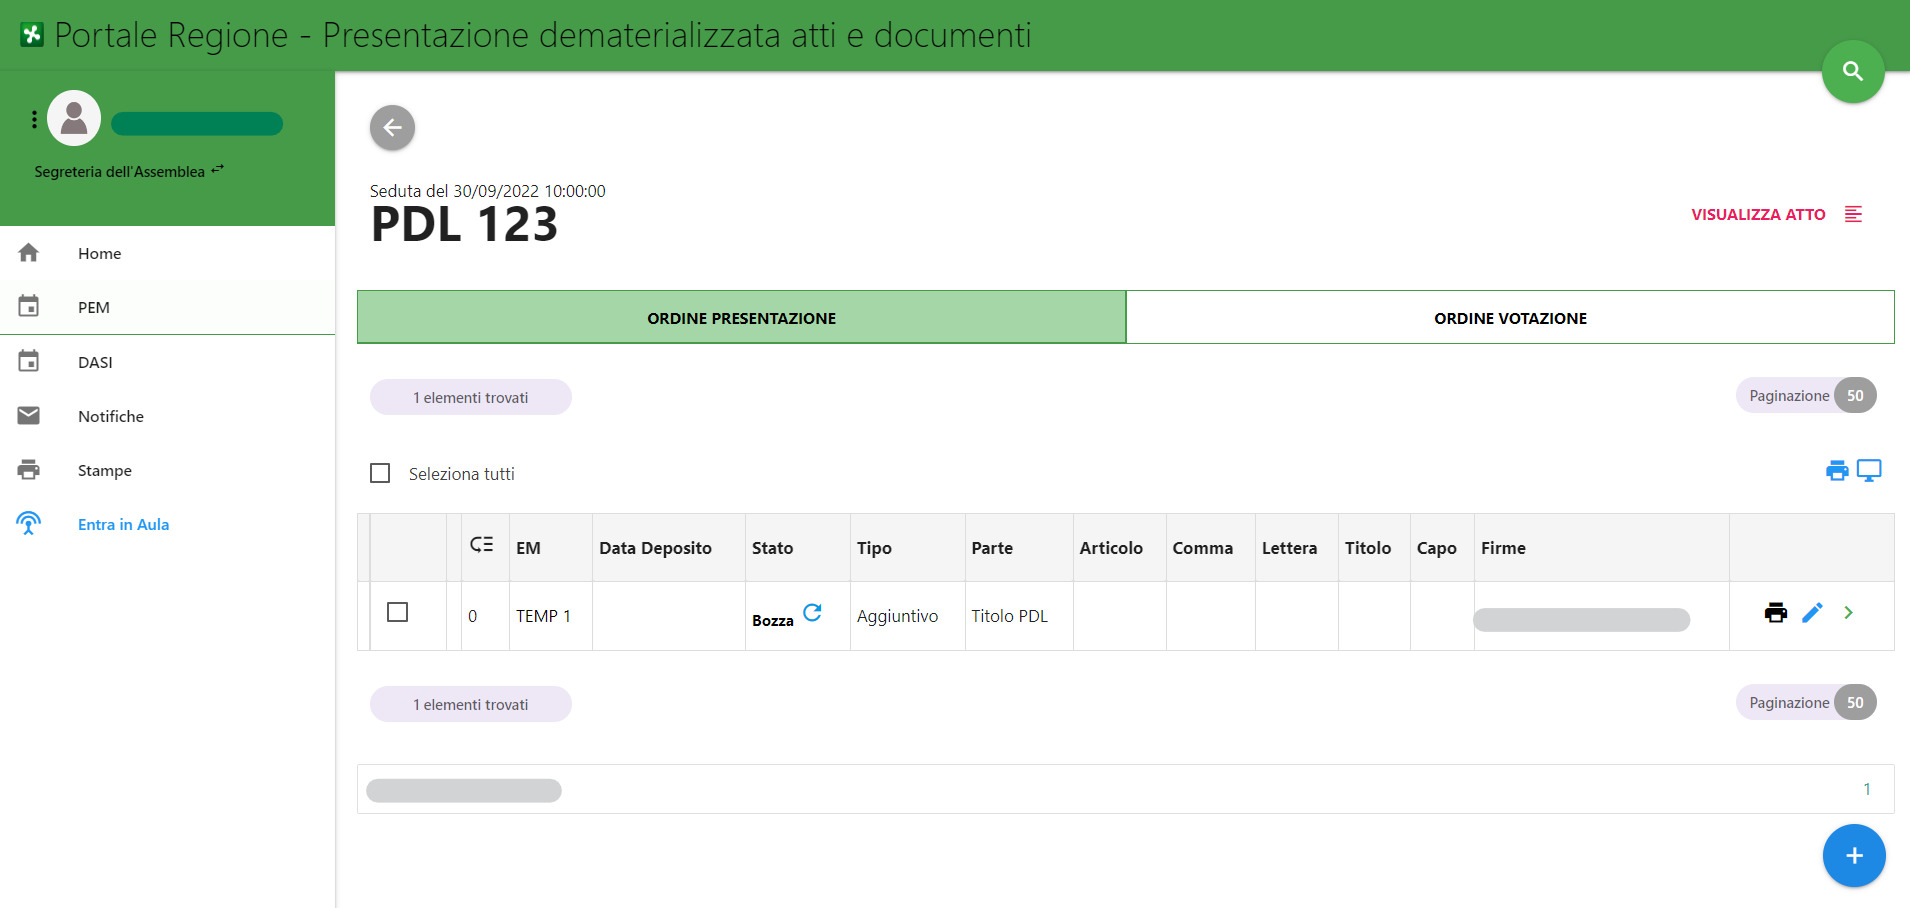 Portale Regione - Presentazione dematerializzata atti e documenti
Segreteria dell'Assemblea
Home
PEM
DASI
Notifiche
Stampe
Entra in Aula
Seduta del 30/09/2022 10:00:00
PDL 123
VISUALIZZA ATTO
ORDINE PRESENTAZIONE
ORDINE VOTAZIONE
1 elementi trovati
Paginazione 50
Seleziona tutti
EM Data Deposito Stato Tipo Parte Articolo Comma Lettera Titolo Capo Firme
0 TEMP 1 Bozza Aggiuntivo Titolo PDL
1 elementi trovati
Paginazione 50
1